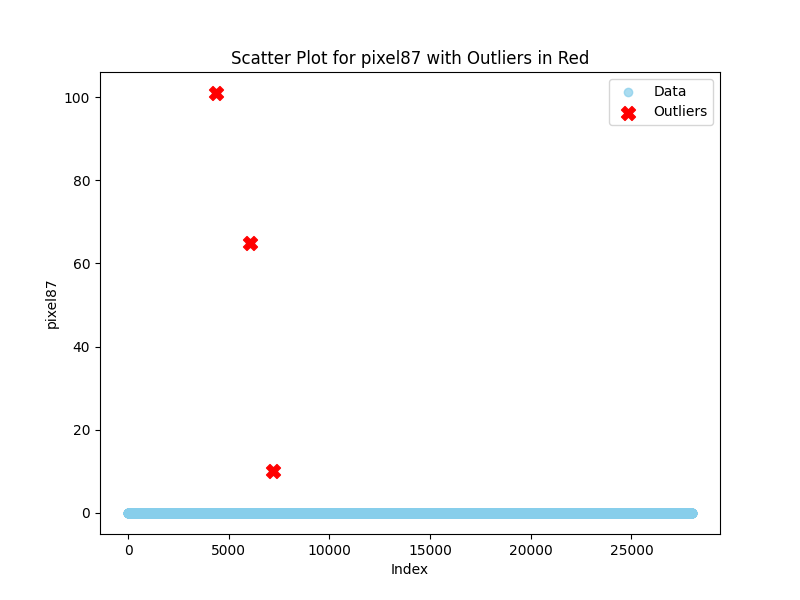 Scatter Plot for pixel87 with Outliers in Red
Data
Outliers
100
80
60
40
20
0
pixel87
0
5000
10000
15000
20000
25000
Index